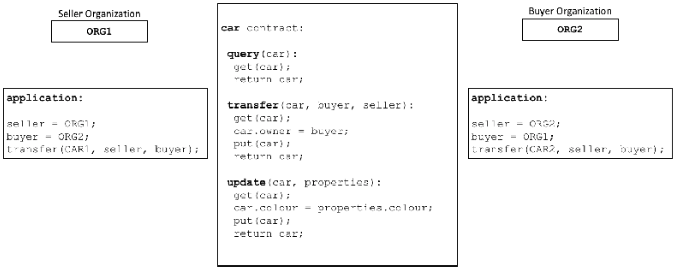 Seller Organization
ORG1
application:
seller = ORG1;
buyer = ORG2;
transfer(CAR1, seller, buyer);
car contract:
query(car):
get(car);
return car;
transfer(car, buyer, seller):
get(car);
car.owner = buyer;
put(car);
return car;
update(car, properties):
get(car);
car.colour = properties.colour;
put(car);
return car;
Buyer Organization
ORG2
application:
seller = ORG2;
buyer = ORG1;
transfer(CAR2, seller, buyer);